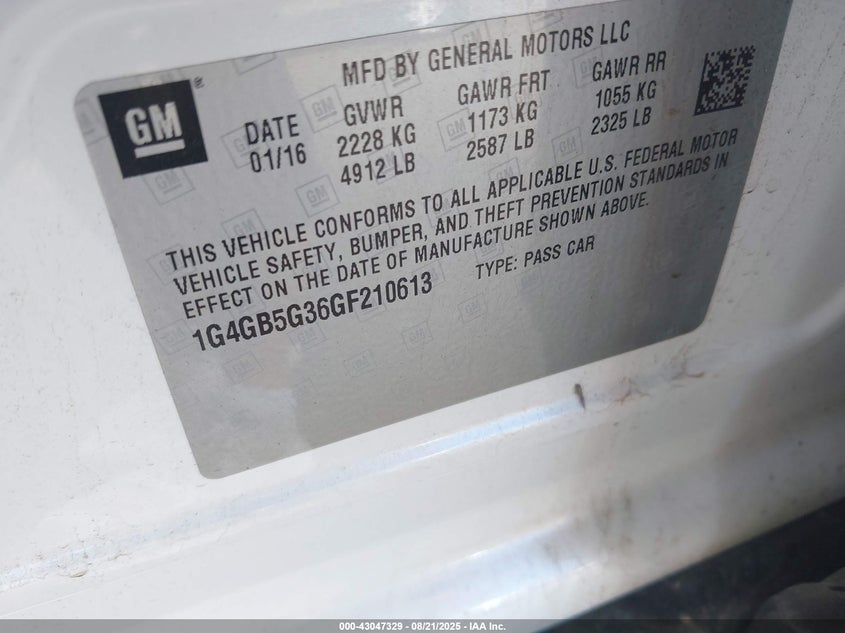 GM
®
MFD BY GENERAL MOTORS LLC
DATE GVWR GAWR FRT GAWR RR
01/16 2228 KG 1173 KG 1055 KG
4912 LB 2587 LB 2325 LB
THIS VEHICLE CONFORMS TO ALL APPLICABLE U.S. FEDERAL MOTOR
VEHICLE SAFETY, BUMPER, AND THEFT PREVENTION STANDARDS IN
EFFECT ON THE DATE OF MANUFACTURE SHOWN ABOVE.
1G4GB5G36GF210613 TYPE: PASS CAR
000-43047329 - 08/21/2025 - IAA Inc.